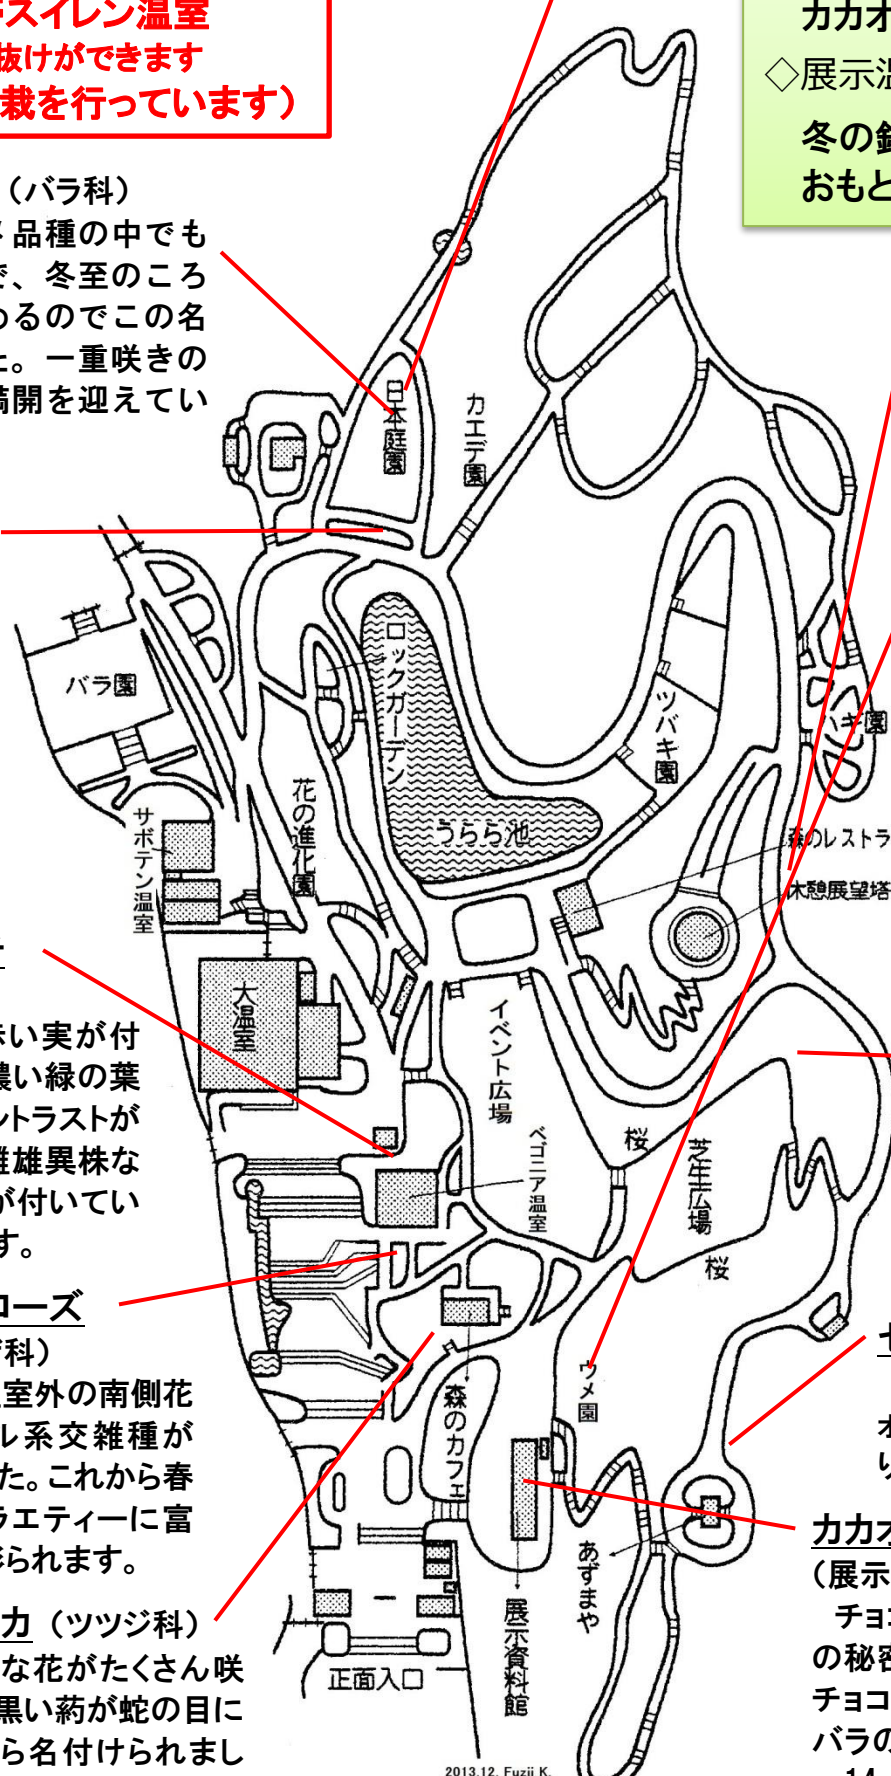 スイレン温室
抜けができます
栽を行っています）
カカオ
◇展示温
冬の鉢
おもと
（バラ科）
品種の中でも
、冬至のころ
めるのでこの名
。一重咲きの
満開を迎えてい
日本庭園
カエデ園
ロックガーデン
バラ園
ツバキ園
ハギ園
サボテン温室
花の進化園
うらら池
森のレストラ
休憩展望塔
大温室
イベント広場
ベゴニア温室
桜
芝生広場
桜
赤い実が付
濃い緑の葉
ントラストが
雌雄異株な
が付いてい
す。
ローズ
科）
室外の南側花
ル系交雑種が
た。これから春
ラエティーに富
彩られます。
カ（ツツジ科）
な花がたくさん咲
黒い葯が蛇の目に
ら名付けられまし
森のカフェ
ウメ園
あずまや
展示資料館
正面入口
セ
オ
り
カカオ
（展示
チョコ
の秘密
チョコ
バラの
14
2013.12. Fuzii K.